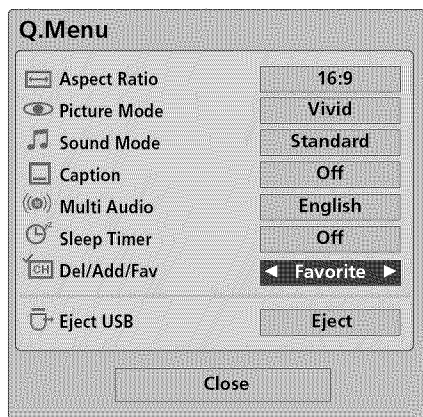 Q.Menu
Aspect Ratio 16:9
Picture Mode Vivid
Sound Mode Standard
Caption Off
Multi Audio English
Sleep Timer Off
CH Del/Add/Fav ◄ Favorite ►
Eject USB Eject
Close